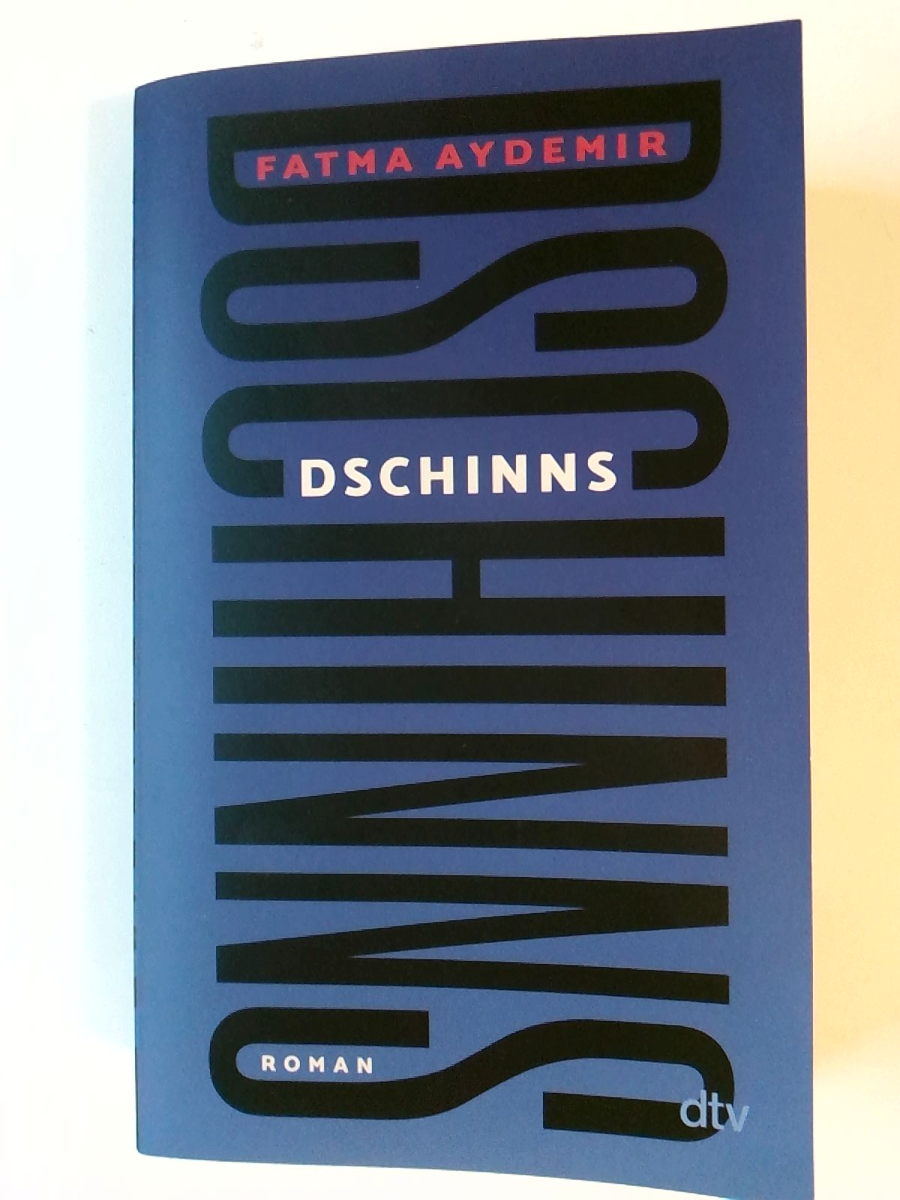 FATMA AYDEMIR
DSCHINNS
DSCHINNS
ROMAN
dtv